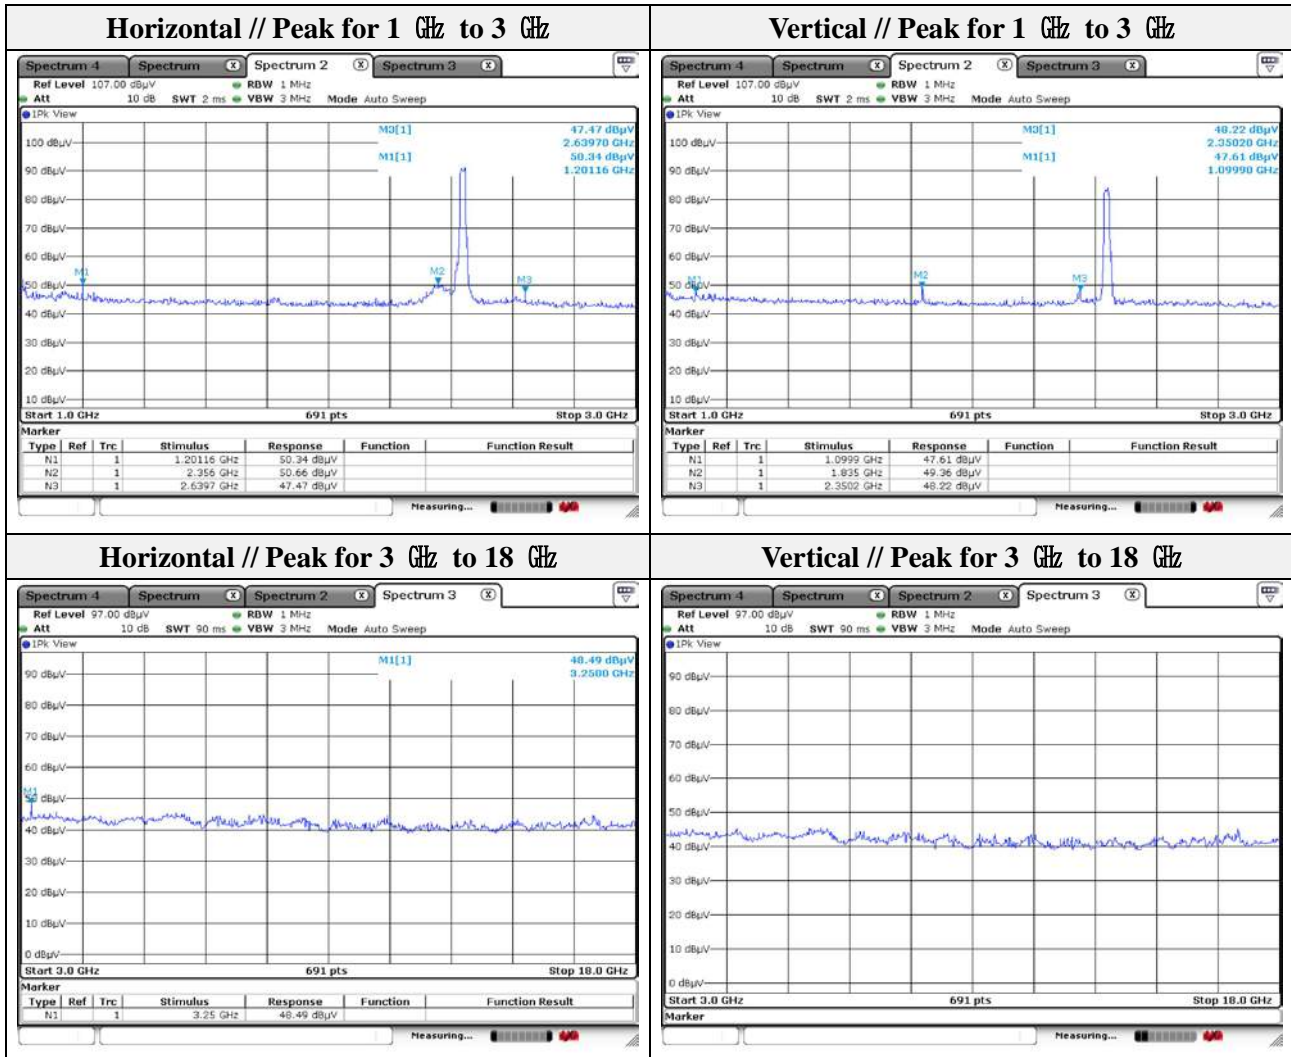 Horizontal // Peak for 1 ㎓ to 3 ㎓
Spectrum 4 Spectrum X Spectrum 2 X Spectrum 3 X
Ref Level 107.00 dBµV RBW 1 MHz
Att 10 dB SWT 2 ms VBW 3 MHz Mode Auto Sweep
1Pk View
M3[1] 47.47 dBµV
2.63970 GHz
M1[1] 50.34 dBµV
1.20116 GHz
100 dBµV
90 dBµV
80 dBµV
70 dBµV
60 dBµV
50 dBµV
40 dBµV
30 dBµV
20 dBµV
10 dBµV
M1
M2
M3
Start 1.0 GHz 691 pts Stop 3.0 GHz
Marker
Type Ref Trc Stimulus Response Function Function Result
N1 1 1.20116 GHz 50.34 dBµV
N2 1 2.356 GHz 50.66 dBµV
N3 1 2.6397 GHz 47.47 dBµV
Measuring...
Vertical // Peak for 1 ㎓ to 3 ㎓
Spectrum 4 Spectrum X Spectrum 2 X Spectrum 3 X
Ref Level 107.00 dBµV RBW 1 MHz
Att 10 dB SWT 2 ms VBW 3 MHz Mode Auto Sweep
1Pk View
M3[1] 48.22 dBµV
2.35020 GHz
M1[1] 47.61 dBµV
1.09990 GHz
100 dBµV
90 dBµV
80 dBµV
70 dBµV
60 dBµV
50 dBµV
40 dBµV
30 dBµV
20 dBµV
10 dBµV
M1
M2
M3
Start 1.0 GHz 691 pts Stop 3.0 GHz
Marker
Type Ref Trc Stimulus Response Function Function Result
N1 1 1.0999 GHz 47.61 dBµV
N2 1 1.835 GHz 49.36 dBµV
N3 1 2.3502 GHz 48.22 dBµV
Measuring...
Horizontal // Peak for 3 ㎓ to 18 ㎓
Spectrum 4 Spectrum X Spectrum 2 X Spectrum 3 X
Ref Level 97.00 dBµV RBW 1 MHz
Att 10 dB SWT 90 ms VBW 3 MHz Mode Auto Sweep
1Pk View
M1[1] 48.49 dBµV
3.2500 GHz
90 dBµV
80 dBµV
70 dBµV
60 dBµV
50 dBµV
40 dBµV
30 dBµV
20 dBµV
10 dBµV
0 dBµV
M1
Start 3.0 GHz 691 pts Stop 18.0 GHz
Marker
Type Ref Trc Stimulus Response Function Function Result
N1 1 3.25 GHz 48.49 dBµV
Measuring...
Vertical // Peak for 3 ㎓ to 18 ㎓
Spectrum 4 Spectrum X Spectrum 2 X Spectrum 3 X
Ref Level 97.00 dBµV RBW 1 MHz
Att 10 dB SWT 90 ms VBW 3 MHz Mode Auto Sweep
1Pk View
90 dBµV
80 dBµV
70 dBµV
60 dBµV
50 dBµV
40 dBµV
30 dBµV
20 dBµV
10 dBµV
0 dBµV
Start 3.0 GHz 691 pts Stop 18.0 GHz
Marker
Measuring...